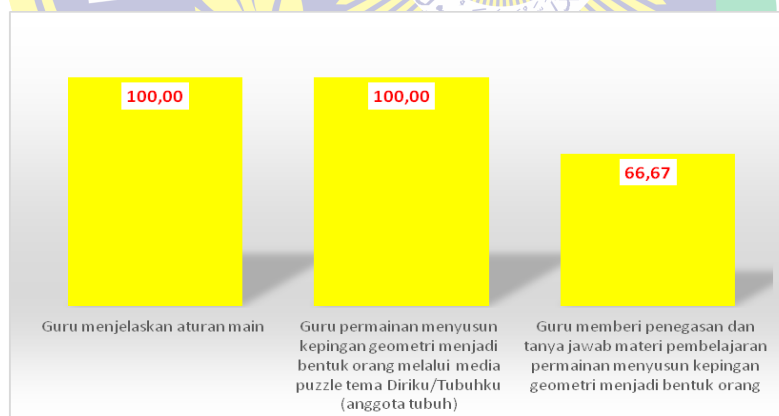 100,00
100,00
66,67
Guru menjelaskan aturan main
Guru permainan menyusun
kepingan geometri menjadi
bentuk orang melalui media
puzzle tema Diriku/Tubuhku
(anggota tubuh)
Guru memberi penegasan dan
tanya jawab materi pembelajaran
permainan menyusun kepingan
geometri menjadi bentuk orang